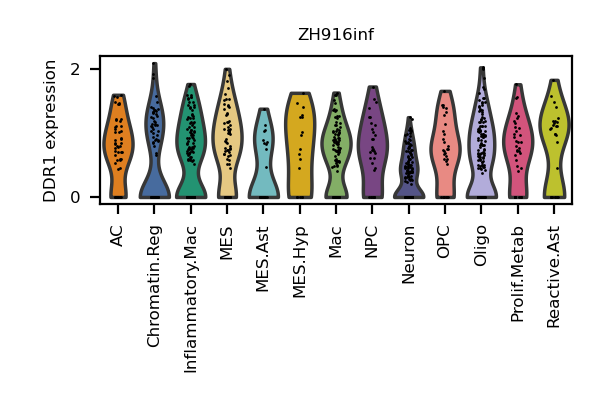 ZH916inf
DDR1 expression
2
0
AC
Chromatin.Reg
Inflammatory.Mac
MES
MES.Ast
MES.Hyp
Mac
NPC
Neuron
OPC
Oligo
Prolif.Metab
Reactive.Ast